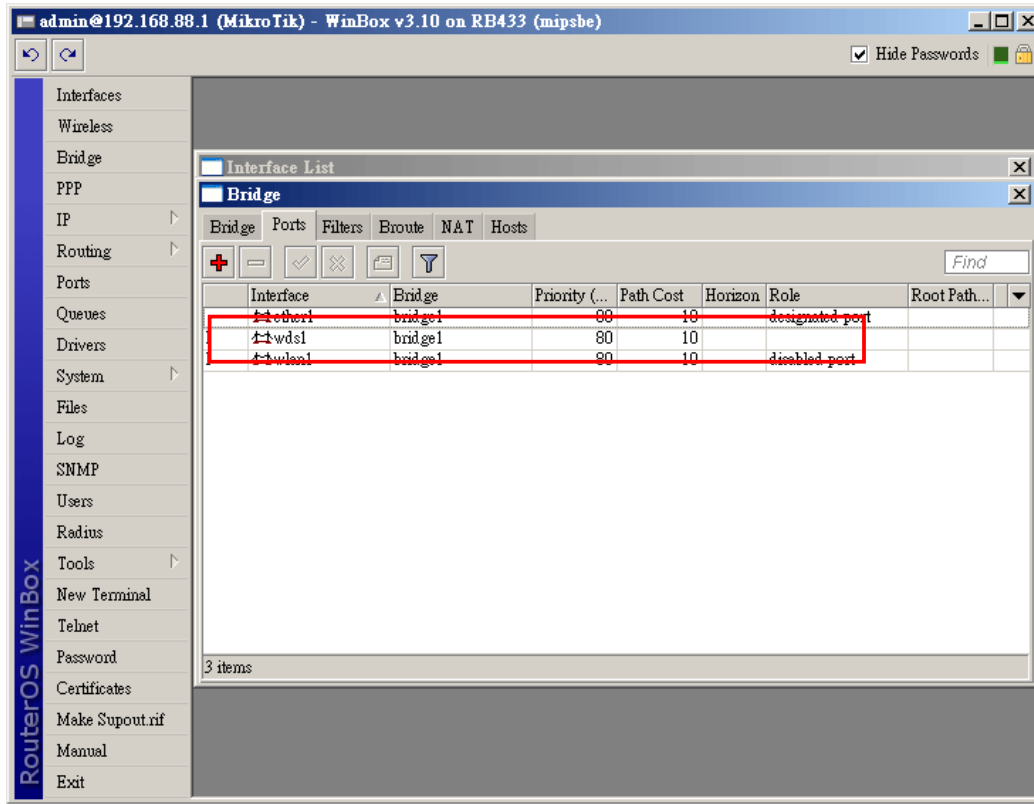 admin@192.168.88.1 (MikroTik) - WinBox v3.10 on RB433 (mipsbe)
Hide Passwords
Interfaces
Wireless
Bridge
PPP
IP
Routing
Ports
Queues
Drivers
System
Files
Log
SNMP
Users
Radius
Tools
New Terminal
Telnet
Password
Certificates
Make Supout.rif
Manual
Exit
RouterOS WinBox
Interface List
Bridge
Bridge Ports Filters Broute NAT Hosts
Find
Interface Bridge Priority (... Path Cost Horizon Role Root Path...
ether1 bridge1 80 10 designated port
I wds1 bridge1 80 10
I wlan1 bridge1 80 10 disabled port
3 items